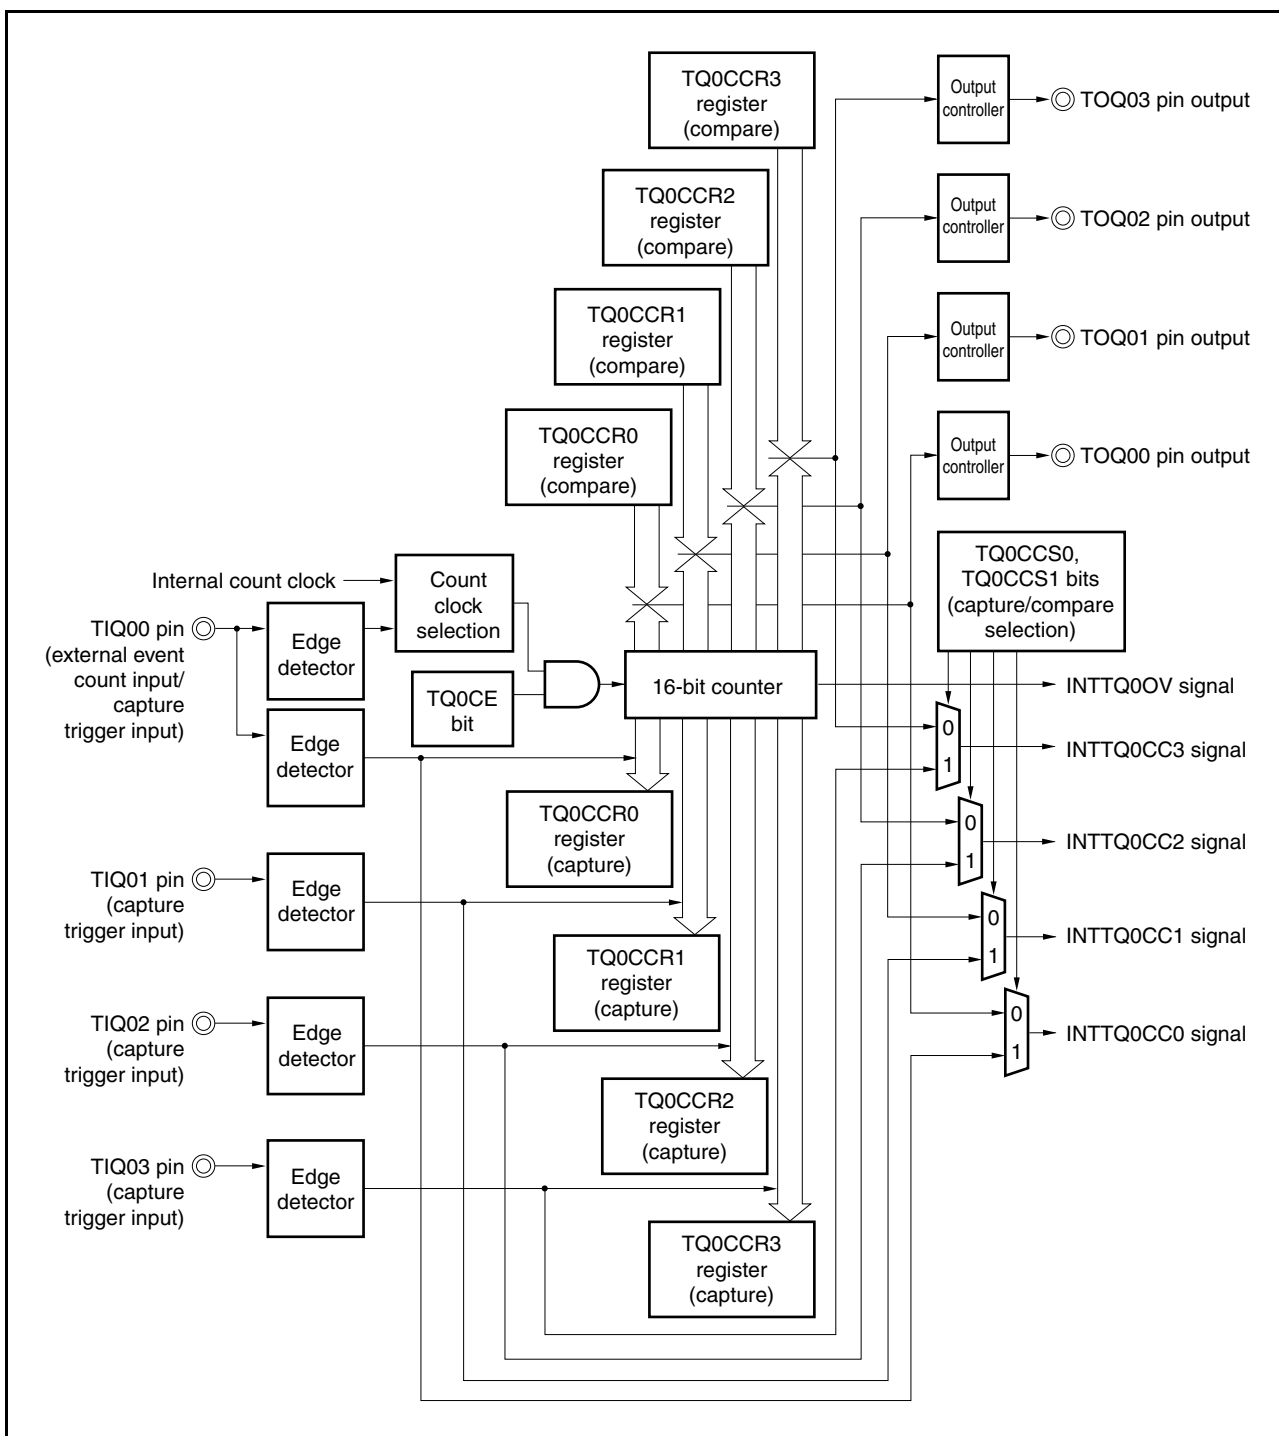 TQ0CCR3
register
(compare)
Output
controller
TOQ03 pin output
TQ0CCR2
register
(compare)
Output
controller
TOQ02 pin output
TQ0CCR1
register
(compare)
Output
controller
TOQ01 pin output
TQ0CCR0
register
(compare)
Output
controller
TOQ00 pin output
TQ0CCS0,
TQ0CCS1 bits
(capture/compare
selection)
Internal count clock
Count
clock
selection
TIQ00 pin
(external event
count input/
capture
trigger input)
Edge
detector
TQ0CE
bit
16-bit counter
INTTQ0OV signal
Edge
detector
0
1
INTTQ0CC3 signal
TQ0CCR0
register
(capture)
0
1
INTTQ0CC2 signal
TIQ01 pin
(capture
trigger input)
Edge
detector
0
1
INTTQ0CC1 signal
TQ0CCR1
register
(capture)
TIQ02 pin
(capture
trigger input)
Edge
detector
0
1
INTTQ0CC0 signal
TQ0CCR2
register
(capture)
TIQ03 pin
(capture
trigger input)
Edge
detector
TQ0CCR3
register
(capture)